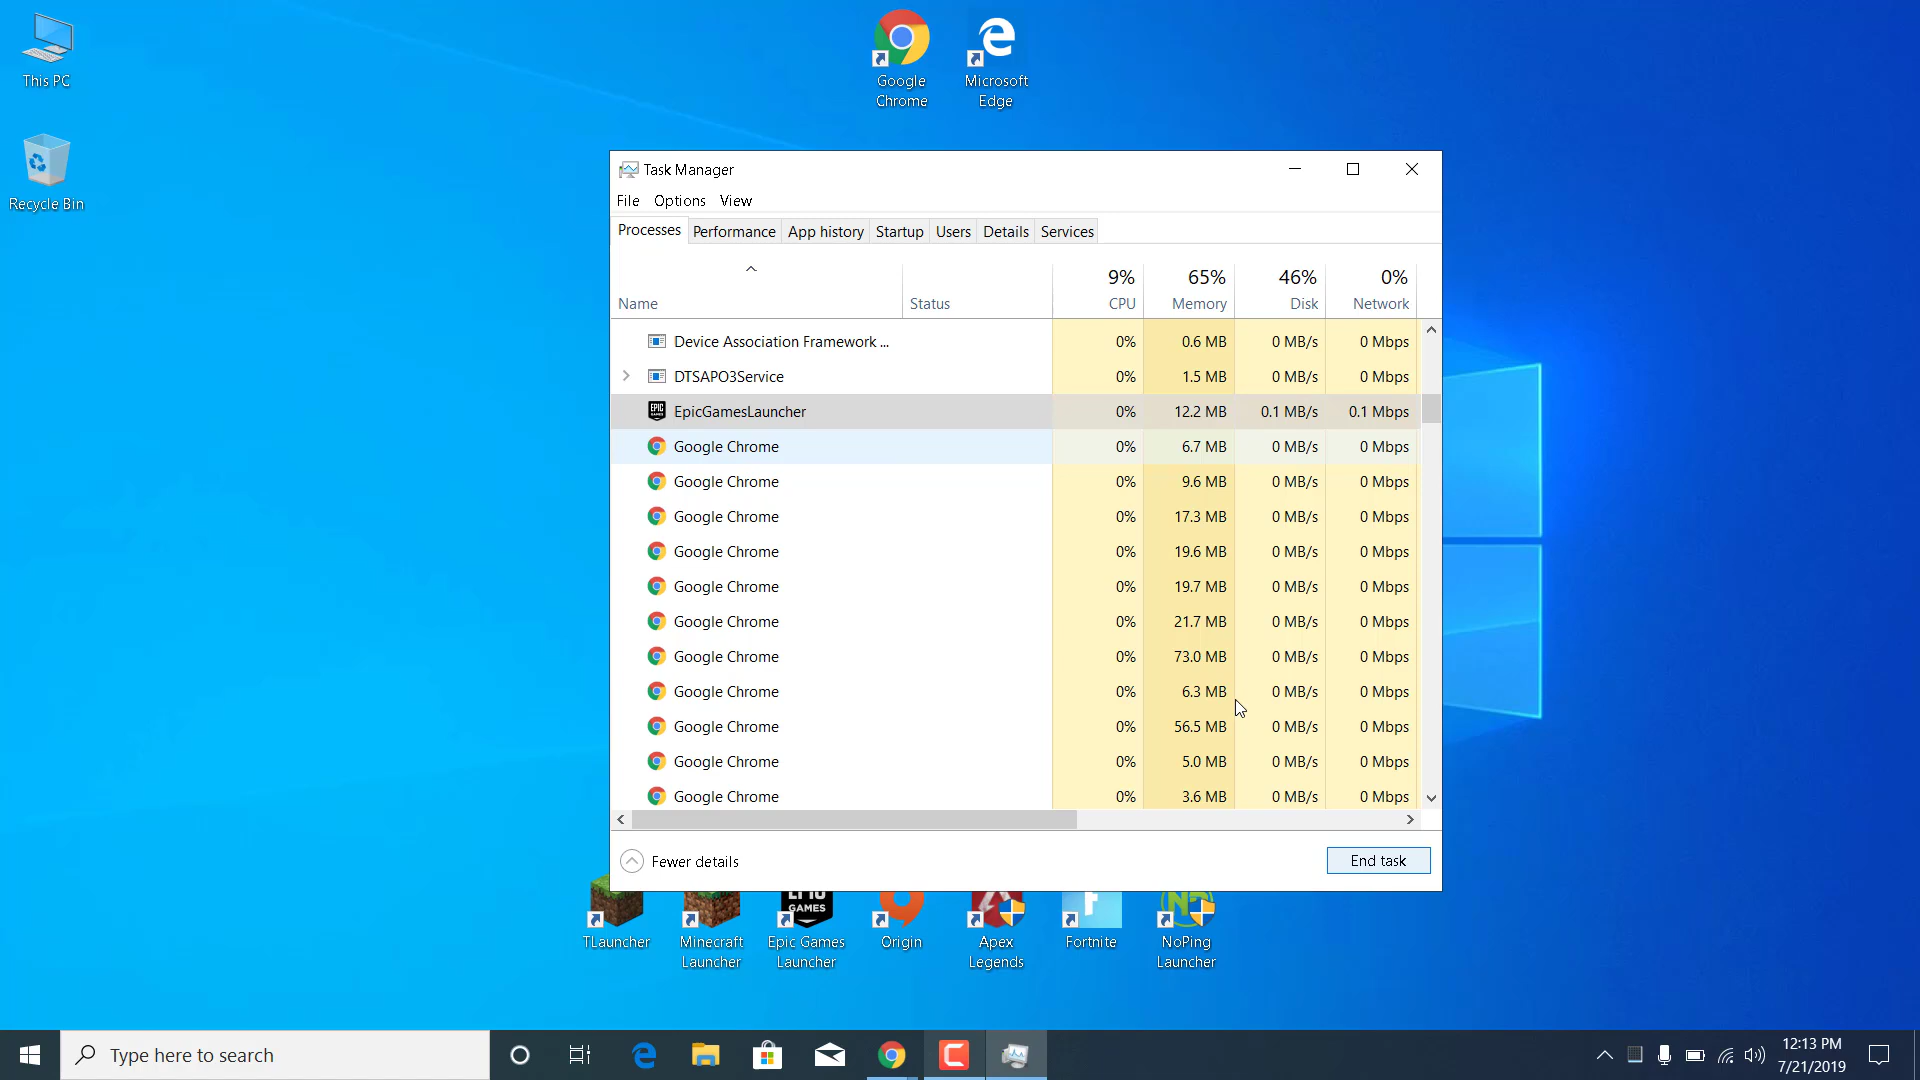 This PC
Recycle Bin
Google
Chrome
Microsoft
Edge
Task Manager
File Options View
Processes Performance App history Startup Users Details Services
9% 65% 46% 0%
Name Status CPU Memory Disk Network
Device Association Framework ... 0% 0.6 MB 0 MB/s 0 Mbps
DTSAPO3Service 0% 1.5 MB 0 MB/s 0 Mbps
EPIC GAMES EpicGamesLauncher 0% 12.2 MB 0.1 MB/s 0.1 Mbps
Google Chrome 0% 6.7 MB 0 MB/s 0 Mbps
Google Chrome 0% 9.6 MB 0 MB/s 0 Mbps
Google Chrome 0% 17.3 MB 0 MB/s 0 Mbps
Google Chrome 0% 19.6 MB 0 MB/s 0 Mbps
Google Chrome 0% 19.7 MB 0 MB/s 0 Mbps
Google Chrome 0% 21.7 MB 0 MB/s 0 Mbps
Google Chrome 0% 73.0 MB 0 MB/s 0 Mbps
Google Chrome 0% 6.3 MB 0 MB/s 0 Mbps
Google Chrome 0% 56.5 MB 0 MB/s 0 Mbps
Google Chrome 0% 5.0 MB 0 MB/s 0 Mbps
Google Chrome 0% 3.6 MB 0 MB/s 0 Mbps
Fewer details
End task
EPIC
GAMES
TLauncher
Minecraft
Launcher
Epic Games
Launcher
Origin
Apex
Legends
Fortnite
NoPing
Launcher
Type here to search
12:13 PM
7/21/2019